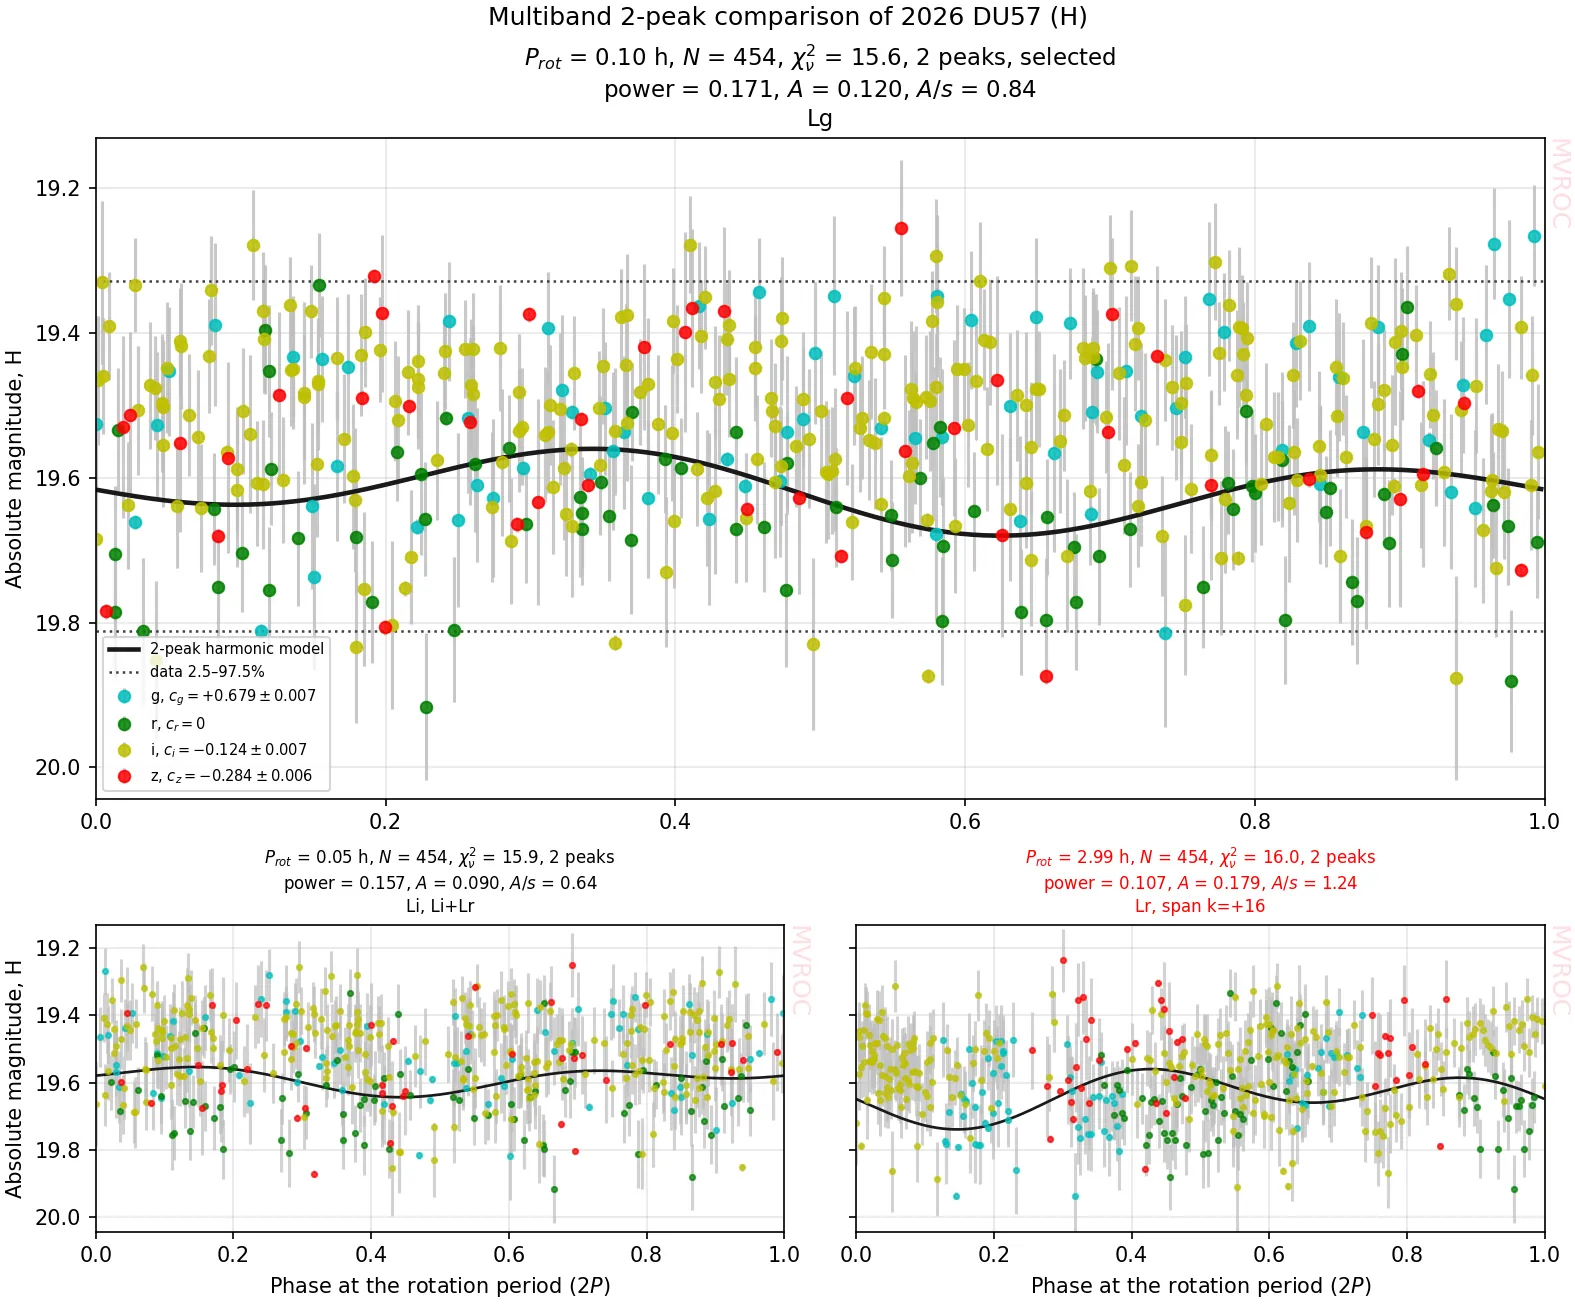 Multiband 2-peak comparison of 2026 DU57 (H)
P_rot = 0.10 h, N = 454, χ²_ν = 15.6, 2 peaks, selected
power = 0.171, A = 0.120, A/s = 0.84
Lg
MVROC
Absolute magnitude, H
19.2
19.4
19.6
19.8
20.0
2-peak harmonic model
data 2.5–97.5%
g, c_g = +0.679 ± 0.007
r, c_r = 0
i, c_i = −0.124 ± 0.007
z, c_z = −0.284 ± 0.006
0.0 0.2 0.4 0.6 0.8 1.0
P_rot = 0.05 h, N = 454, χ²_ν = 15.9, 2 peaks
power = 0.157, A = 0.090, A/s = 0.64
Li, Li+Lr
MVROC
Absolute magnitude, H
19.2
19.4
19.6
19.8
20.0
0.0 0.2 0.4 0.6 0.8 1.0
Phase at the rotation period (2P)
P_rot = 2.99 h, N = 454, χ²_ν = 16.0, 2 peaks
power = 0.107, A = 0.179, A/s = 1.24
Lr, span k=+16
MVROC
0.0 0.2 0.4 0.6 0.8 1.0
Phase at the rotation period (2P)